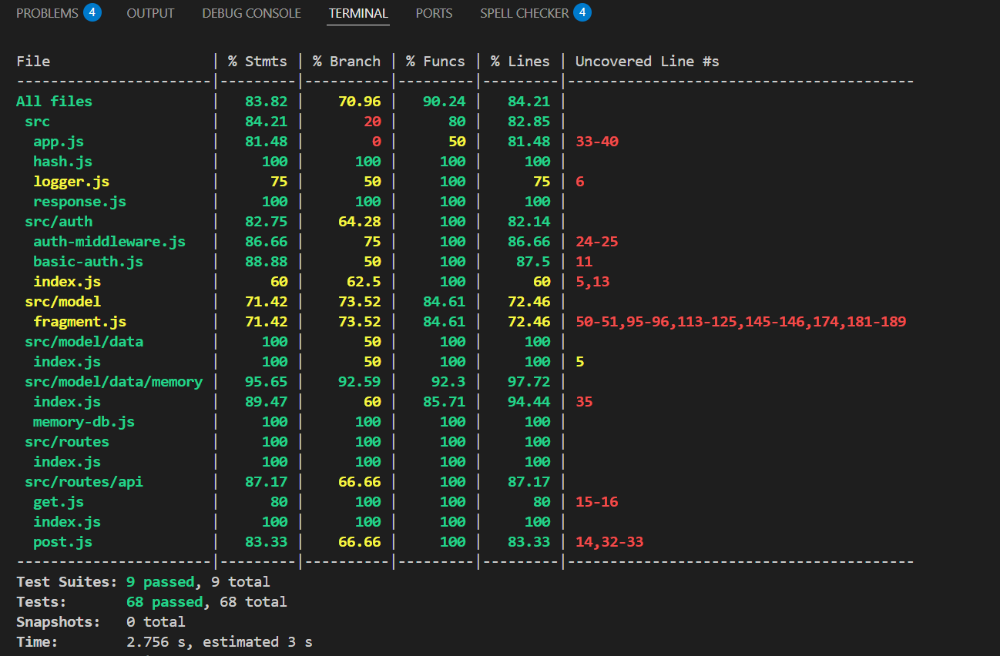 PROBLEMS 4 OUTPUT DEBUG CONSOLE TERMINAL PORTS SPELL CHECKER 4
File | % Stmts | % Branch | % Funcs | % Lines | Uncovered Line #s
-----------------------|---------|----------|---------|---------|-----------------------------------------
All files | 83.82 | 70.96 | 90.24 | 84.21 |
src | 84.21 | 20 | 80 | 82.85 |
app.js | 81.48 | 0 | 50 | 81.48 | 33-40
hash.js | 100 | 100 | 100 | 100 |
logger.js | 75 | 50 | 100 | 75 | 6
response.js | 100 | 100 | 100 | 100 |
src/auth | 82.75 | 64.28 | 100 | 82.14 |
auth-middleware.js | 86.66 | 75 | 100 | 86.66 | 24-25
basic-auth.js | 88.88 | 50 | 100 | 87.5 | 11
index.js | 60 | 62.5 | 100 | 60 | 5,13
src/model | 71.42 | 73.52 | 84.61 | 72.46 |
fragment.js | 71.42 | 73.52 | 84.61 | 72.46 | 50-51,95-96,113-125,145-146,174,181-189
src/model/data | 100 | 50 | 100 | 100 |
index.js | 100 | 50 | 100 | 100 | 5
src/model/data/memory | 95.65 | 92.59 | 92.3 | 97.72 |
index.js | 89.47 | 60 | 85.71 | 94.44 | 35
memory-db.js | 100 | 100 | 100 | 100 |
src/routes | 100 | 100 | 100 | 100 |
index.js | 100 | 100 | 100 | 100 |
src/routes/api | 87.17 | 66.66 | 100 | 87.17 |
get.js | 80 | 100 | 100 | 80 | 15-16
index.js | 100 | 100 | 100 | 100 |
post.js | 83.33 | 66.66 | 100 | 83.33 | 14,32-33
-----------------------|---------|----------|---------|---------|-----------------------------------------
Test Suites: 9 passed, 9 total
Tests: 68 passed, 68 total
Snapshots: 0 total
Time: 2.756 s, estimated 3 s